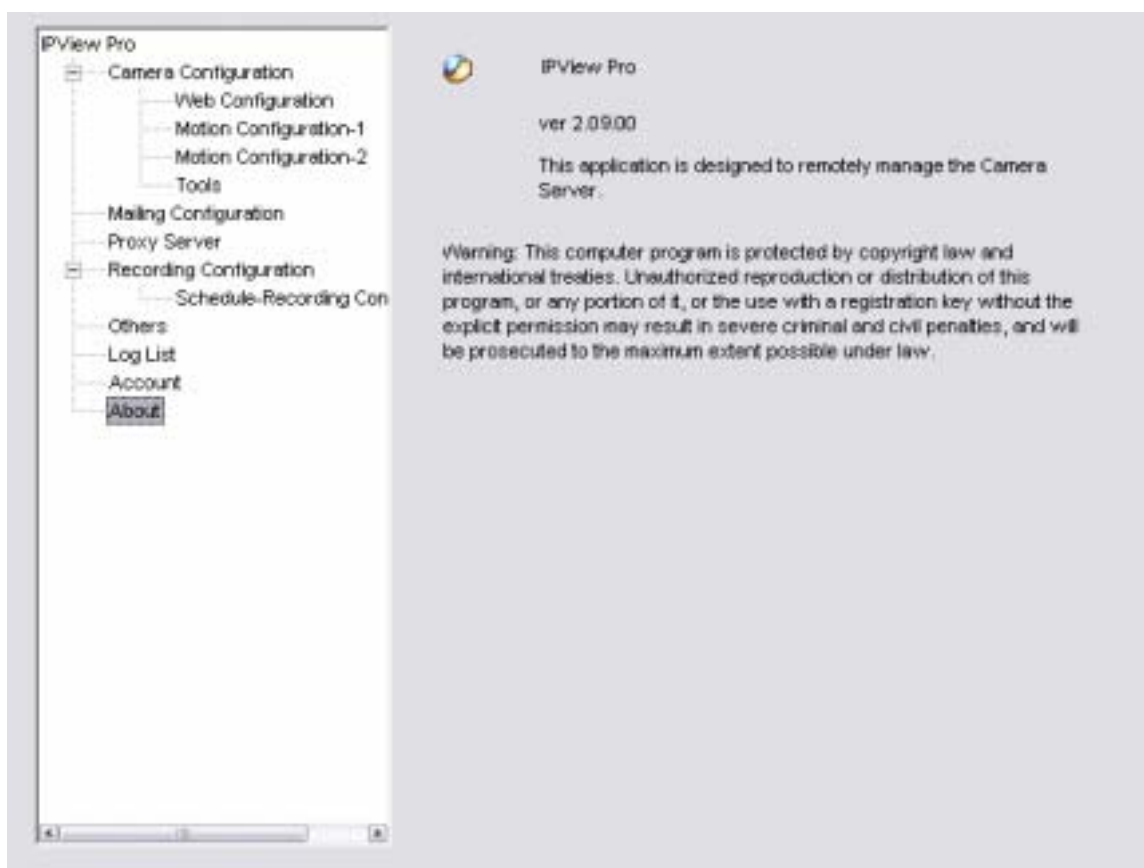 IPView Pro
Camera Configuration
Web Configuration
Motion Configuration-1
Motion Configuration-2
Tools
Mailing Configuration
Proxy Server
Recording Configuration
Schedule-Recording Con
Others
Log List
Account
About
IPView Pro
ver 2.09.00
This application is designed to remotely manage the Camera
Server.
Warning: This computer program is protected by copyright law and
international treaties. Unauthorized reproduction or distribution of this
program, or any portion of it, or the use with a registration key without the
explicit permission may result in severe criminal and civil penalties, and will
be prosecuted to the maximum extent possible under law.